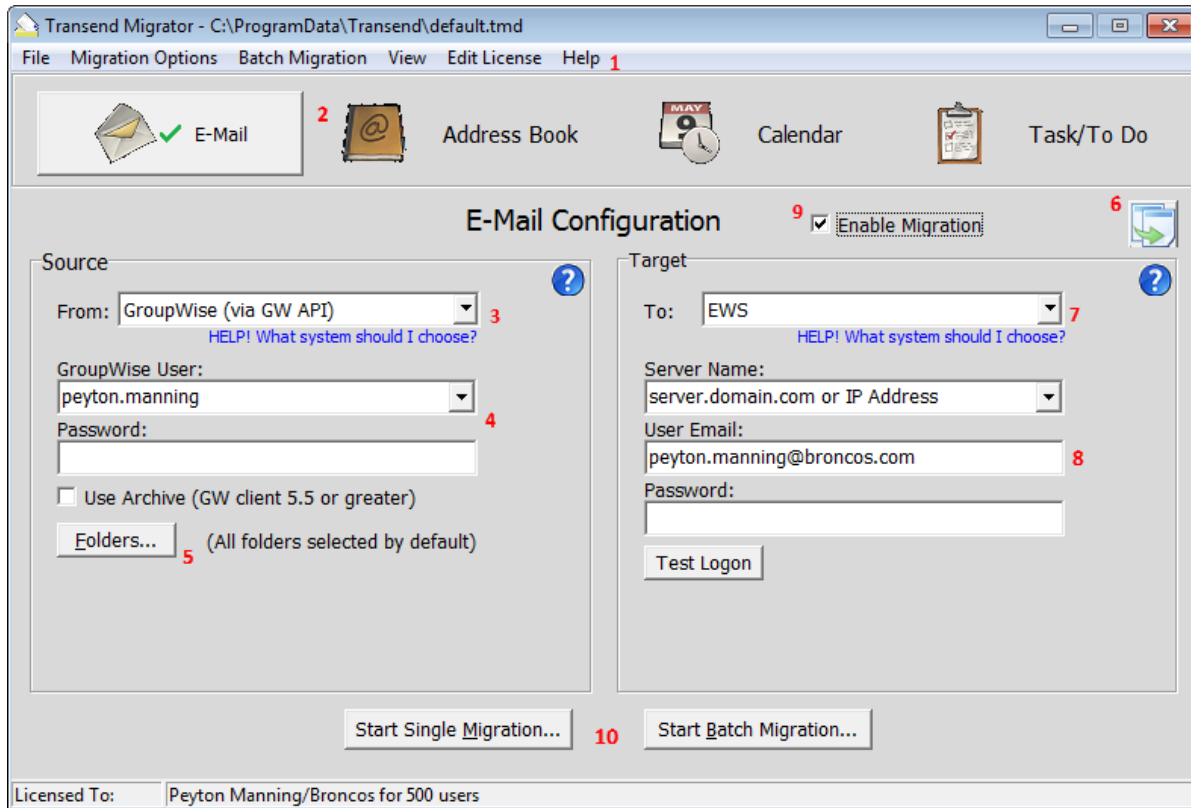 Transend Migrator - C:\ProgramData\Transend\default.tmd
File Migration Options Batch Migration View Edit License Help 1
E-Mail 2 @ Address Book MAY 9 Calendar Task/To Do
E-Mail Configuration 9 Enable Migration 6
Source
?
From: GroupWise (via GW API) 3
HELP! What system should I choose?
GroupWise User:
peyton.manning
4
Password:
Use Archive (GW client 5.5 or greater)
Folders... 5 (All folders selected by default)
Target
?
To: EWS 7
HELP! What system should I choose?
Server Name:
server.domain.com or IP Address
User Email:
peyton.manning@broncos.com 8
Password:
Test Logon
Start Single Migration... 10 Start Batch Migration...
Licensed To: Peyton Manning/Broncos for 500 users